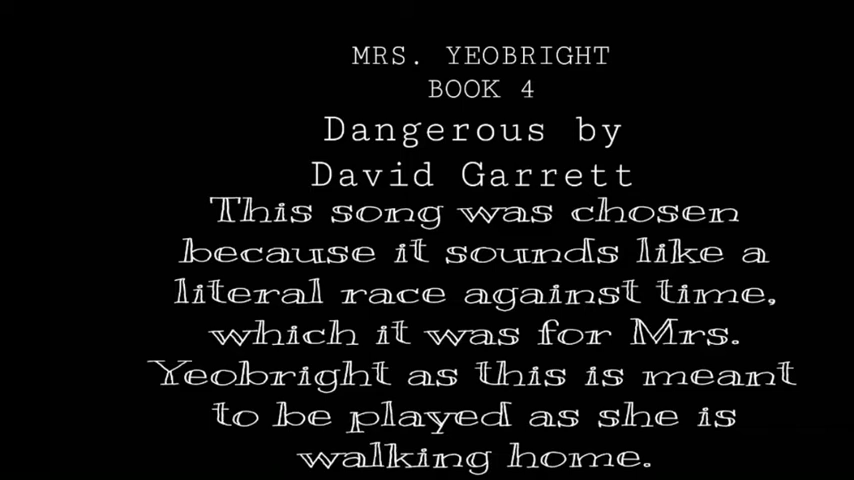 MRS. YEOBRIGHT
BOOK 4
Dangerous by
David Garrett
This song was chosen
because it sounds like a
literal race against time,
which it was for Mrs.
Yeobright as this is meant
to be played as she is
walking home.